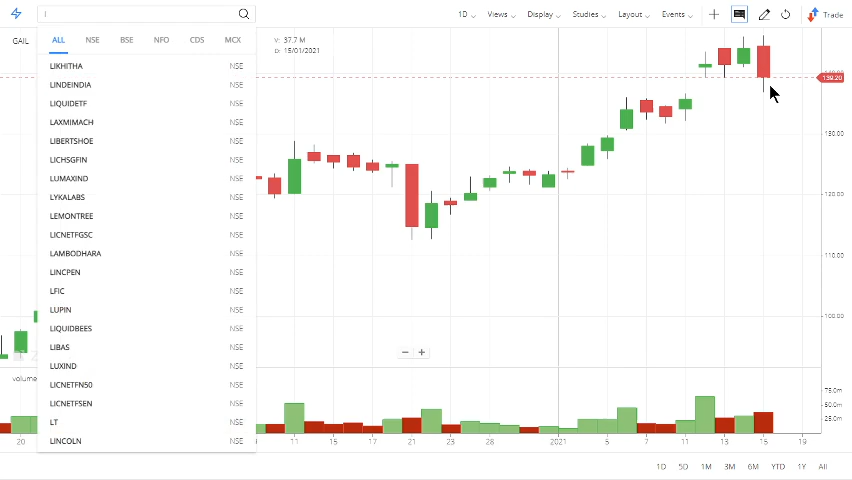 l
1D Views Display Studies Layout Events Trade
GAIL
ALL NSE BSE NFO CDS MCX
V: 37.7 M
D: 15/01/2021
LIKHITHA NSE
LINDEINDIA NSE
LIQUIDETF NSE
LAXMIMACH NSE
LIBERTSHOE NSE
LICHSGFIN NSE
LUMAXIND NSE
LYKALABS NSE
LEMONTREE NSE
LICNETFGSC NSE
LAMBODHARA NSE
LINCPEN NSE
LFIC NSE
LUPIN NSE
LIQUIDBEES NSE
LIBAS NSE
LUXIND NSE
LICNETFN50 NSE
LICNETFSEN NSE
LT NSE
LINCOLN NSE
139.20
130.00
120.00
110.00
100.00
volume
75.0m
50.0m
25.0m
20 11 15 17 21 23 28 2021 5 7 11 13 15 19
1D 5D 1M 3M 6M YTD 1Y All